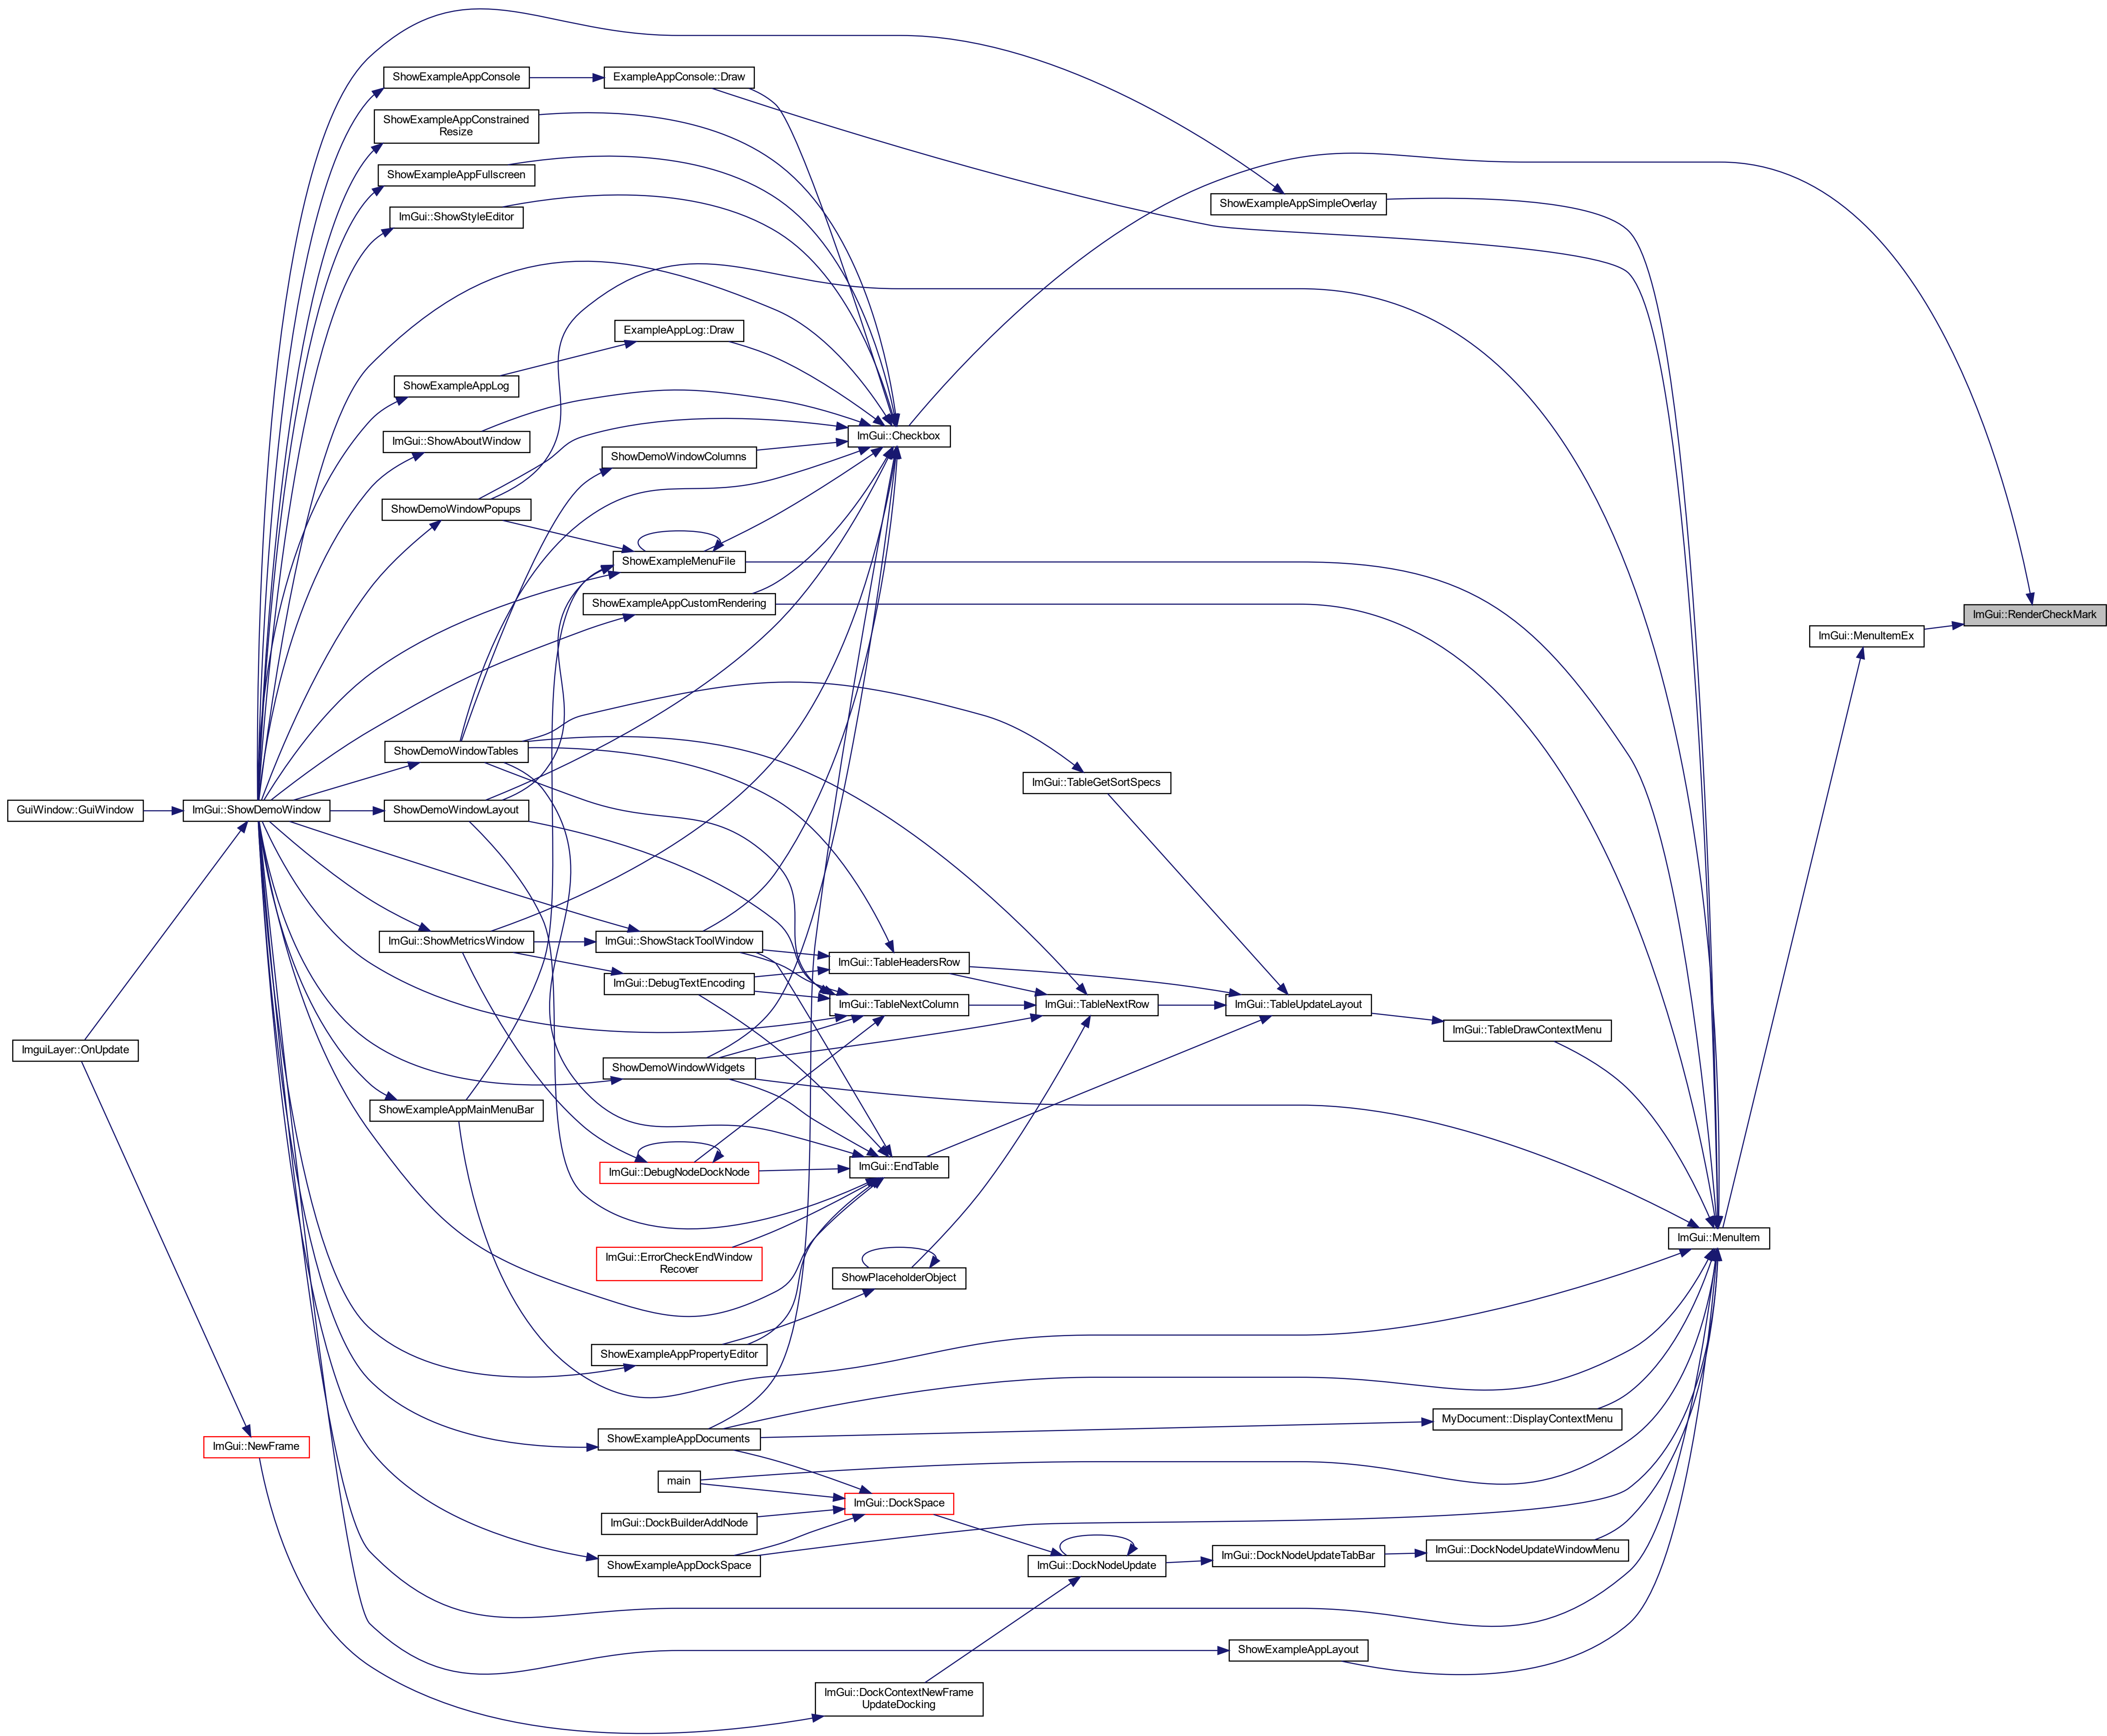 ShowExampleAppConsole
ExampleAppConsole::Draw
ShowExampleAppConstrained
Resize
ShowExampleAppFullscreen
ShowExampleAppSimpleOverlay
ImGui::ShowStyleEditor
ExampleAppLog::Draw
ShowExampleAppLog
ImGui::ShowAboutWindow
ImGui::Checkbox
ShowDemoWindowColumns
ShowDemoWindowPopups
ShowExampleMenuFile
ShowExampleAppCustomRendering
ImGui::RenderCheckMark
ImGui::MenuItemEx
ShowDemoWindowTables
ImGui::TableGetSortSpecs
GuiWindow::GuiWindow
ImGui::ShowDemoWindow
ShowDemoWindowLayout
ImGui::ShowMetricsWindow
ImGui::ShowStackToolWindow
ImGui::TableHeadersRow
ImGui::DebugTextEncoding
ImGui::TableNextColumn
ImGui::TableNextRow
ImGui::TableUpdateLayout
ImGui::TableDrawContextMenu
ImguiLayer::OnUpdate
ShowDemoWindowWidgets
ShowExampleAppMainMenuBar
ImGui::DebugNodeDockNode
ImGui::EndTable
ImGui::MenuItem
ImGui::ErrorCheckEndWindow
Recover
ShowPlaceholderObject
ShowExampleAppPropertyEditor
MyDocument::DisplayContextMenu
ShowExampleAppDocuments
ImGui::NewFrame
main
ImGui::DockSpace
ImGui::DockBuilderAddNode
ImGui::DockNodeUpdateWindowMenu
ImGui::DockNodeUpdateTabBar
ImGui::DockNodeUpdate
ShowExampleAppDockSpace
ShowExampleAppLayout
ImGui::DockContextNewFrame
UpdateDocking